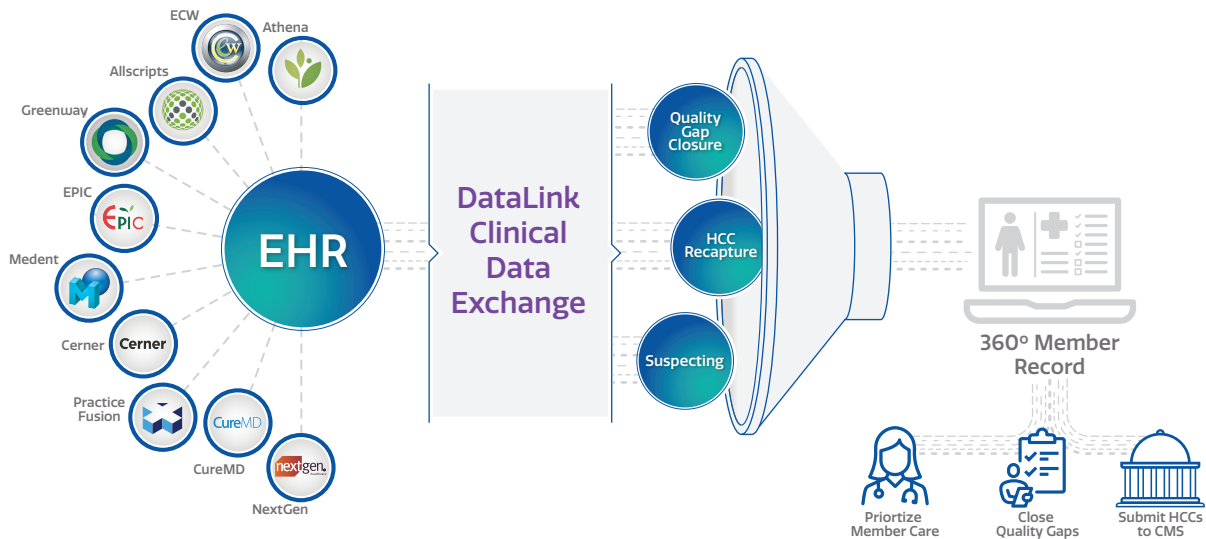 ECW
Athena
Allscripts
Greenway
EPIC
EPIC
Medent
M
Cerner
Cerner
Practice
Fusion
CureMD
CureMD
nextgen
NextGen
EHR
DataLink
Clinical
Data
Exchange
Quality
Gap
Closure
HCC
Recapture
Suspecting
360º Member
Record
Priortize
Member Care
Close
Quality Gaps
Submit HCCs
to CMS